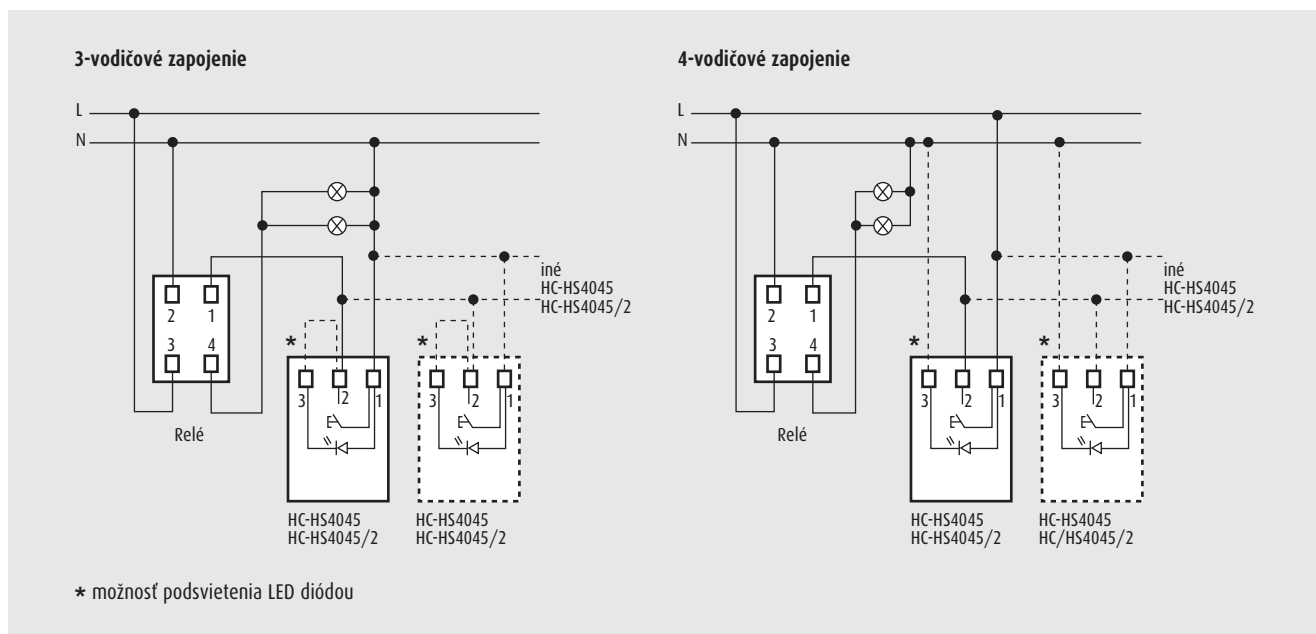 3-vodičové zapojenie
L
N
iné
HC-HS4045
HC-HS4045/2
2 1
3 4
Relé
*
*
3 2 1
3 2 1
HC-HS4045
HC-HS4045/2
HC-HS4045
HC-HS4045/2
4-vodičové zapojenie
L
N
iné
HC-HS4045
HC-HS4045/2
2 1
3 4
Relé
*
*
3 2 1
3 2 1
HC-HS4045
HC-HS4045/2
HC-HS4045
HC/HS4045/2
* možnosť podsvietenia LED diódou